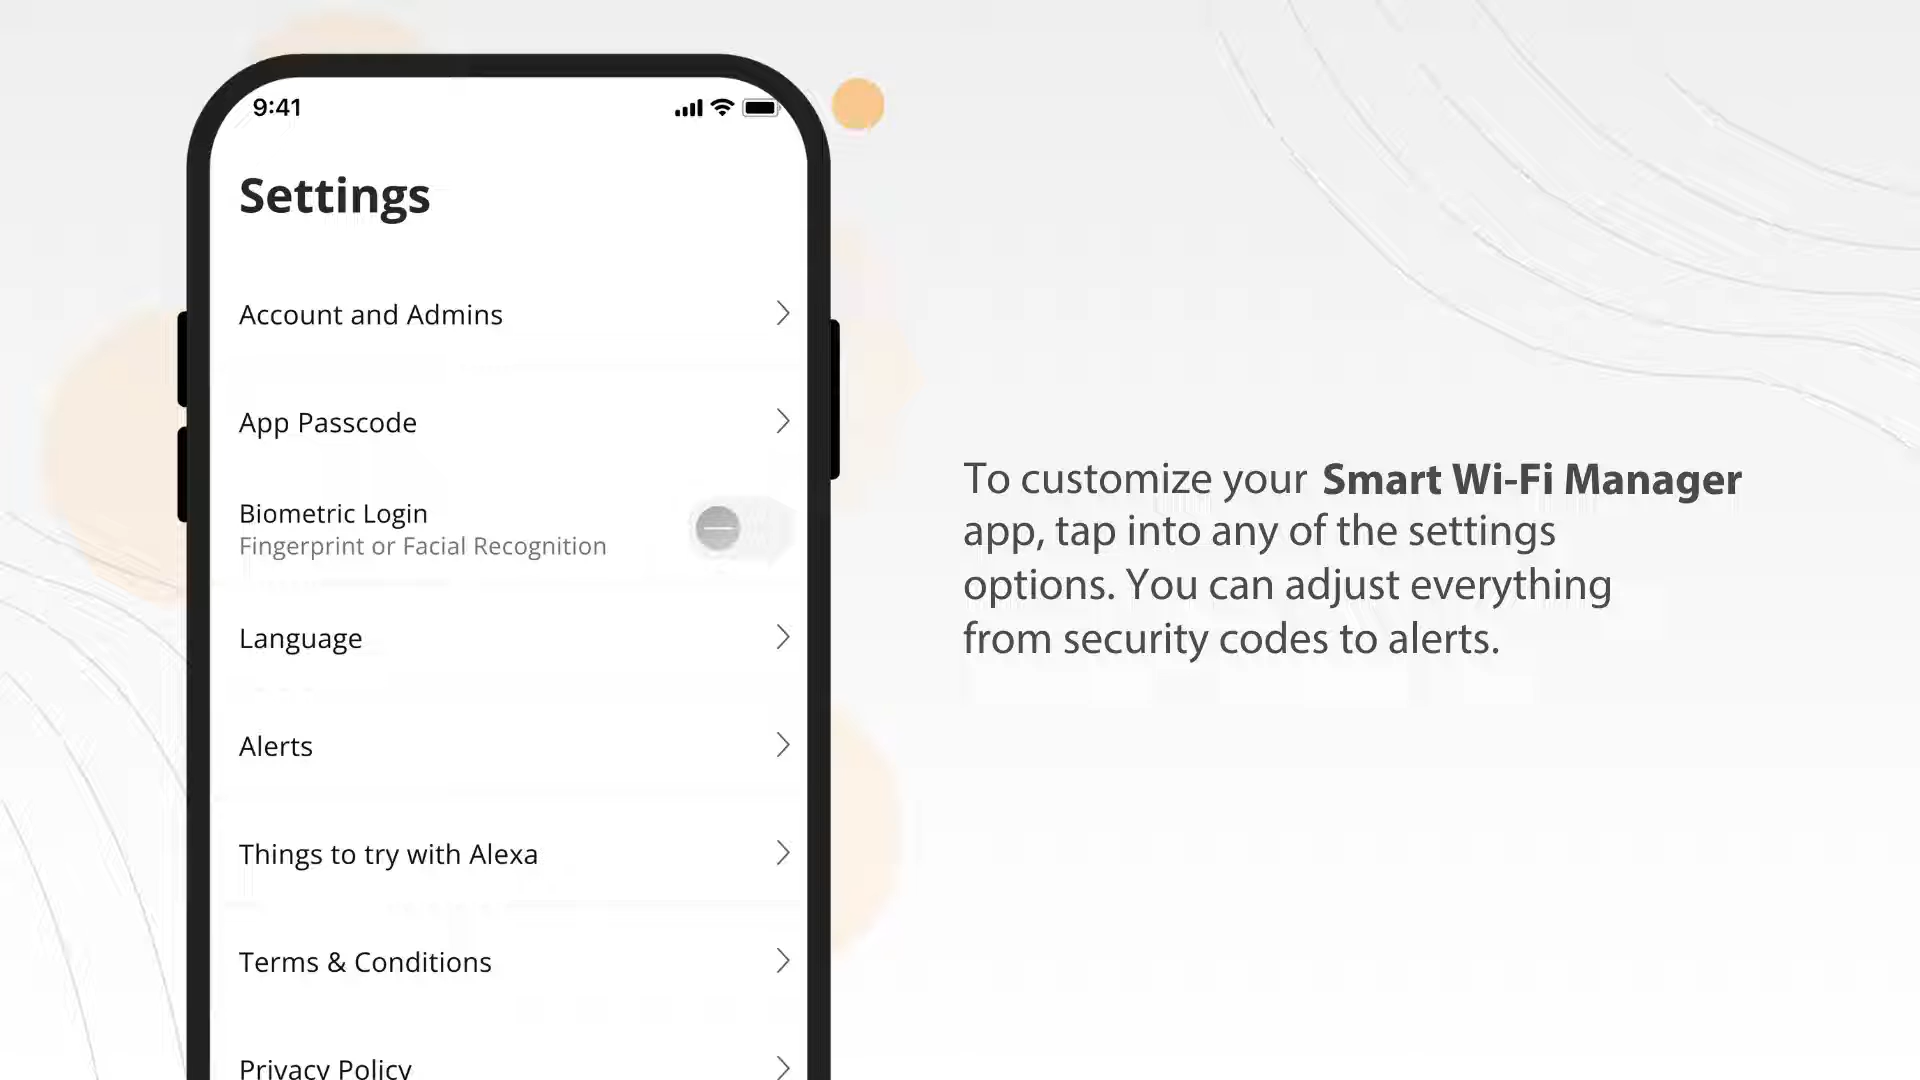 9:41
Settings
Account and Admins
App Passcode
Biometric Login
Fingerprint or Facial Recognition
Language
Alerts
Things to try with Alexa
Terms & Conditions
Privacy Policy
To customize your Smart Wi-Fi Manager
app, tap into any of the settings
options. You can adjust everything
from security codes to alerts.